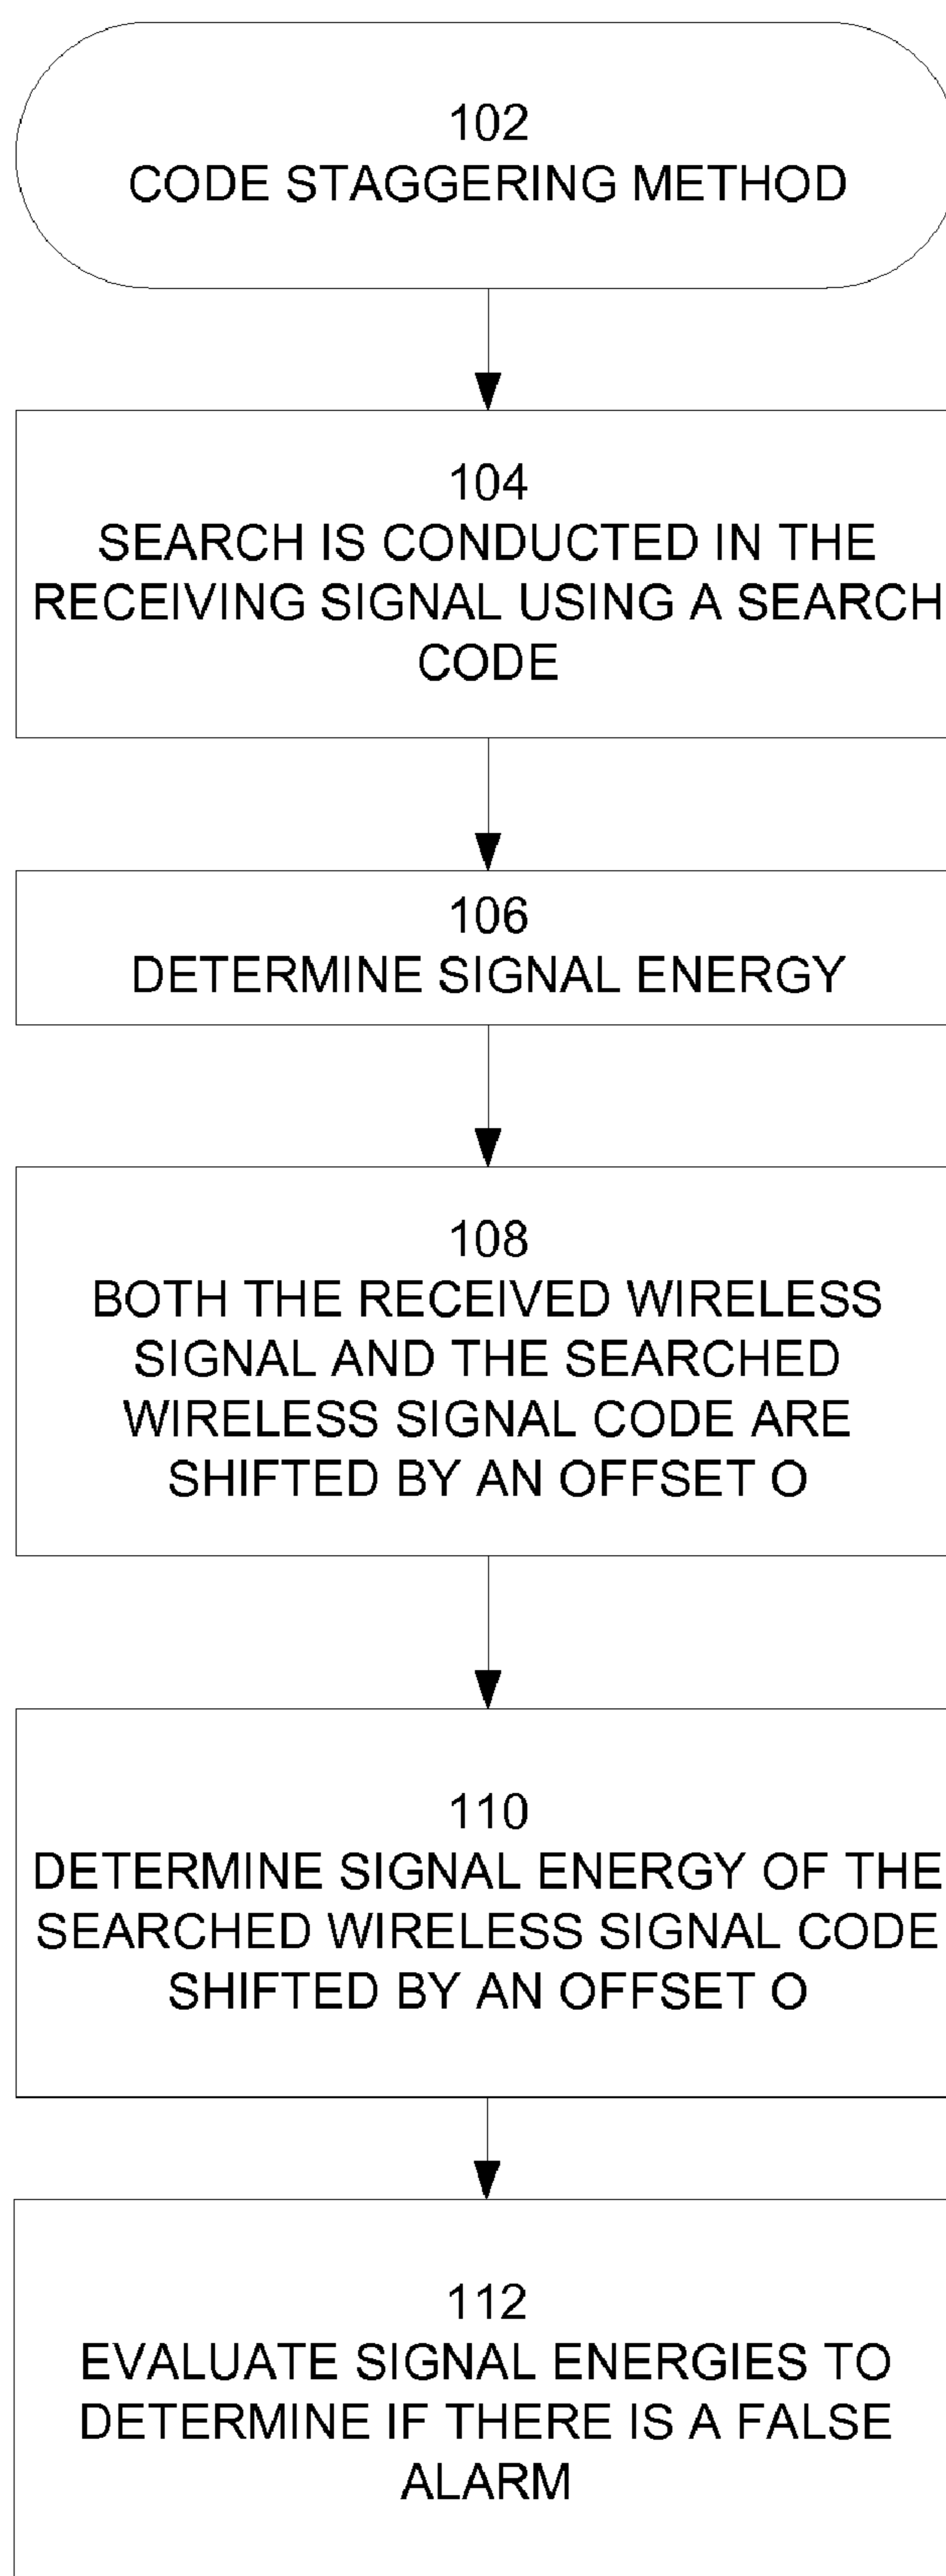 102
CODE STAGGERING METHOD
104
SEARCH IS CONDUCTED IN THE
RECEIVING SIGNAL USING A SEARCH
CODE
106
DETERMINE SIGNAL ENERGY
108
BOTH THE RECEIVED WIRELESS
SIGNAL AND THE SEARCHED
WIRELESS SIGNAL CODE ARE
SHIFTED BY AN OFFSET O
110
DETERMINE SIGNAL ENERGY OF THE
SEARCHED WIRELESS SIGNAL CODE
SHIFTED BY AN OFFSET O
112
EVALUATE SIGNAL ENERGIES TO
DETERMINE IF THERE IS A FALSE
ALARM